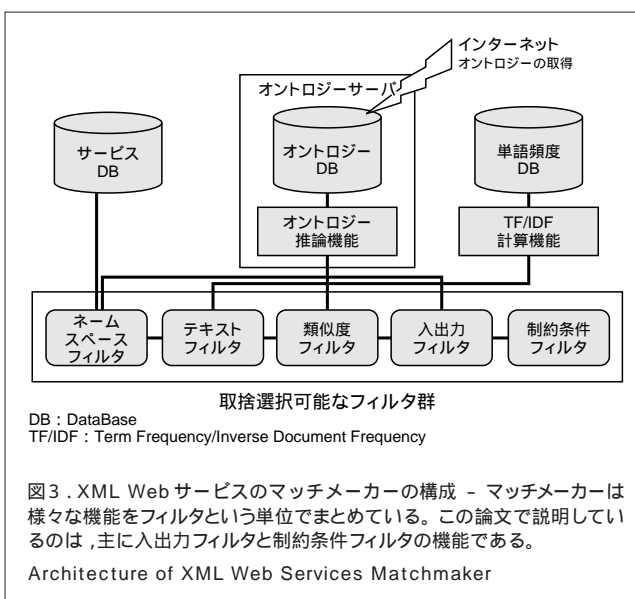 インターネット
オントロジーの取得
オントロジーサーバ
サービス
DB
オントロジー
DB
単語頻度
DB
オントロジー
推論機能
TF/IDF
計算機能
ネーム
スペース
フィルタ
テキスト
フィルタ
類似度
フィルタ
入出力
フィルタ
制約条件
フィルタ
取捨選択可能なフィルタ群
DB : DataBase
TF/IDF : Term Frequency/Inverse Document Frequency
図3.XML Webサービスのマッチメーカーの構成 - マッチメーカーは
様々な機能をフィルタという単位でまとめている。この論文で説明してい
るのは,主に入出力フィルタと制約条件フィルタの機能である。
Architecture of XML Web Services Matchmaker